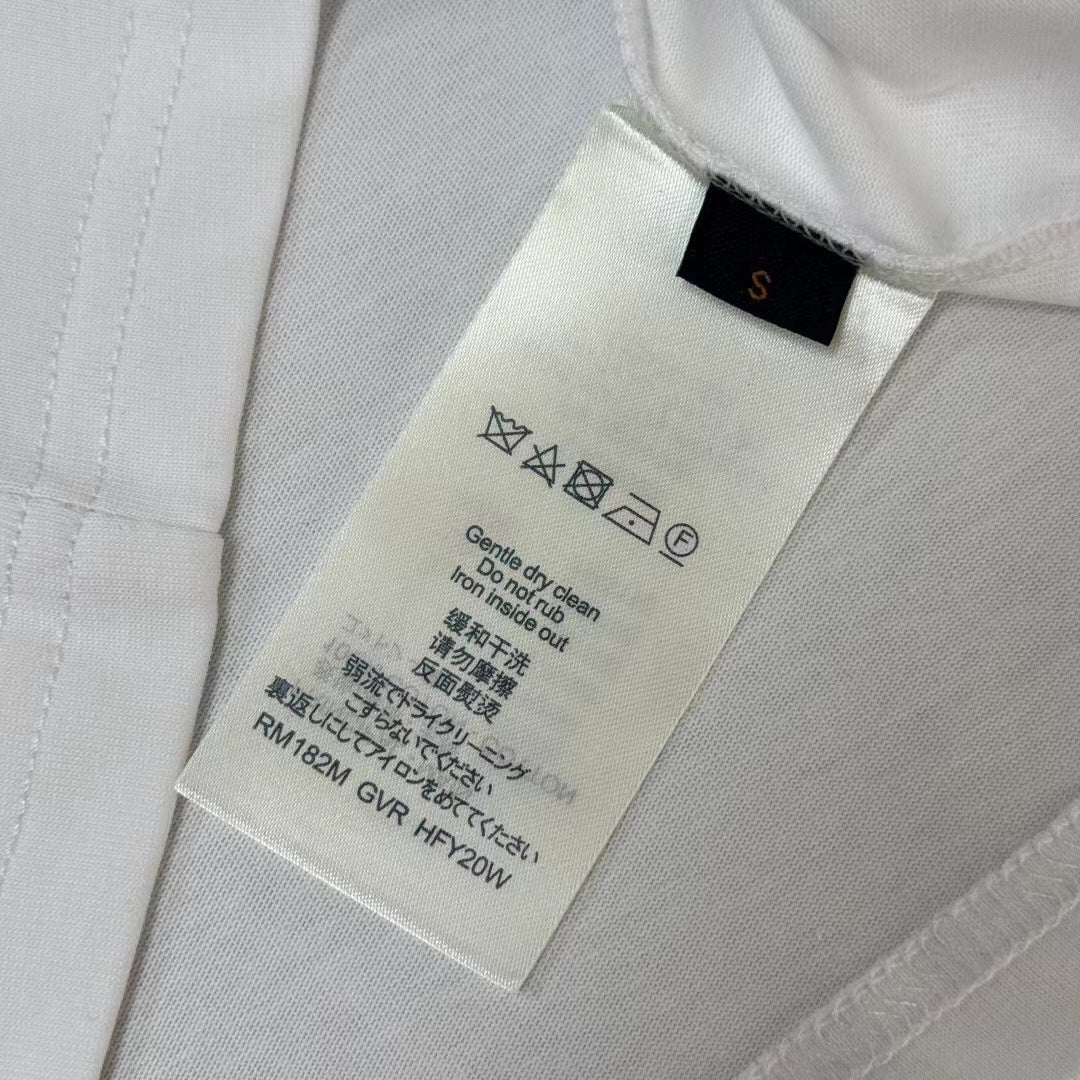 S
F
Gentle dry clean
Do not rub
Iron inside out
缓和干洗
请勿摩擦
反面熨烫
弱流でドライクリーニング
こすらないでください
裏返しにしてアイロンをめててください
RM182M GVR HFY20W